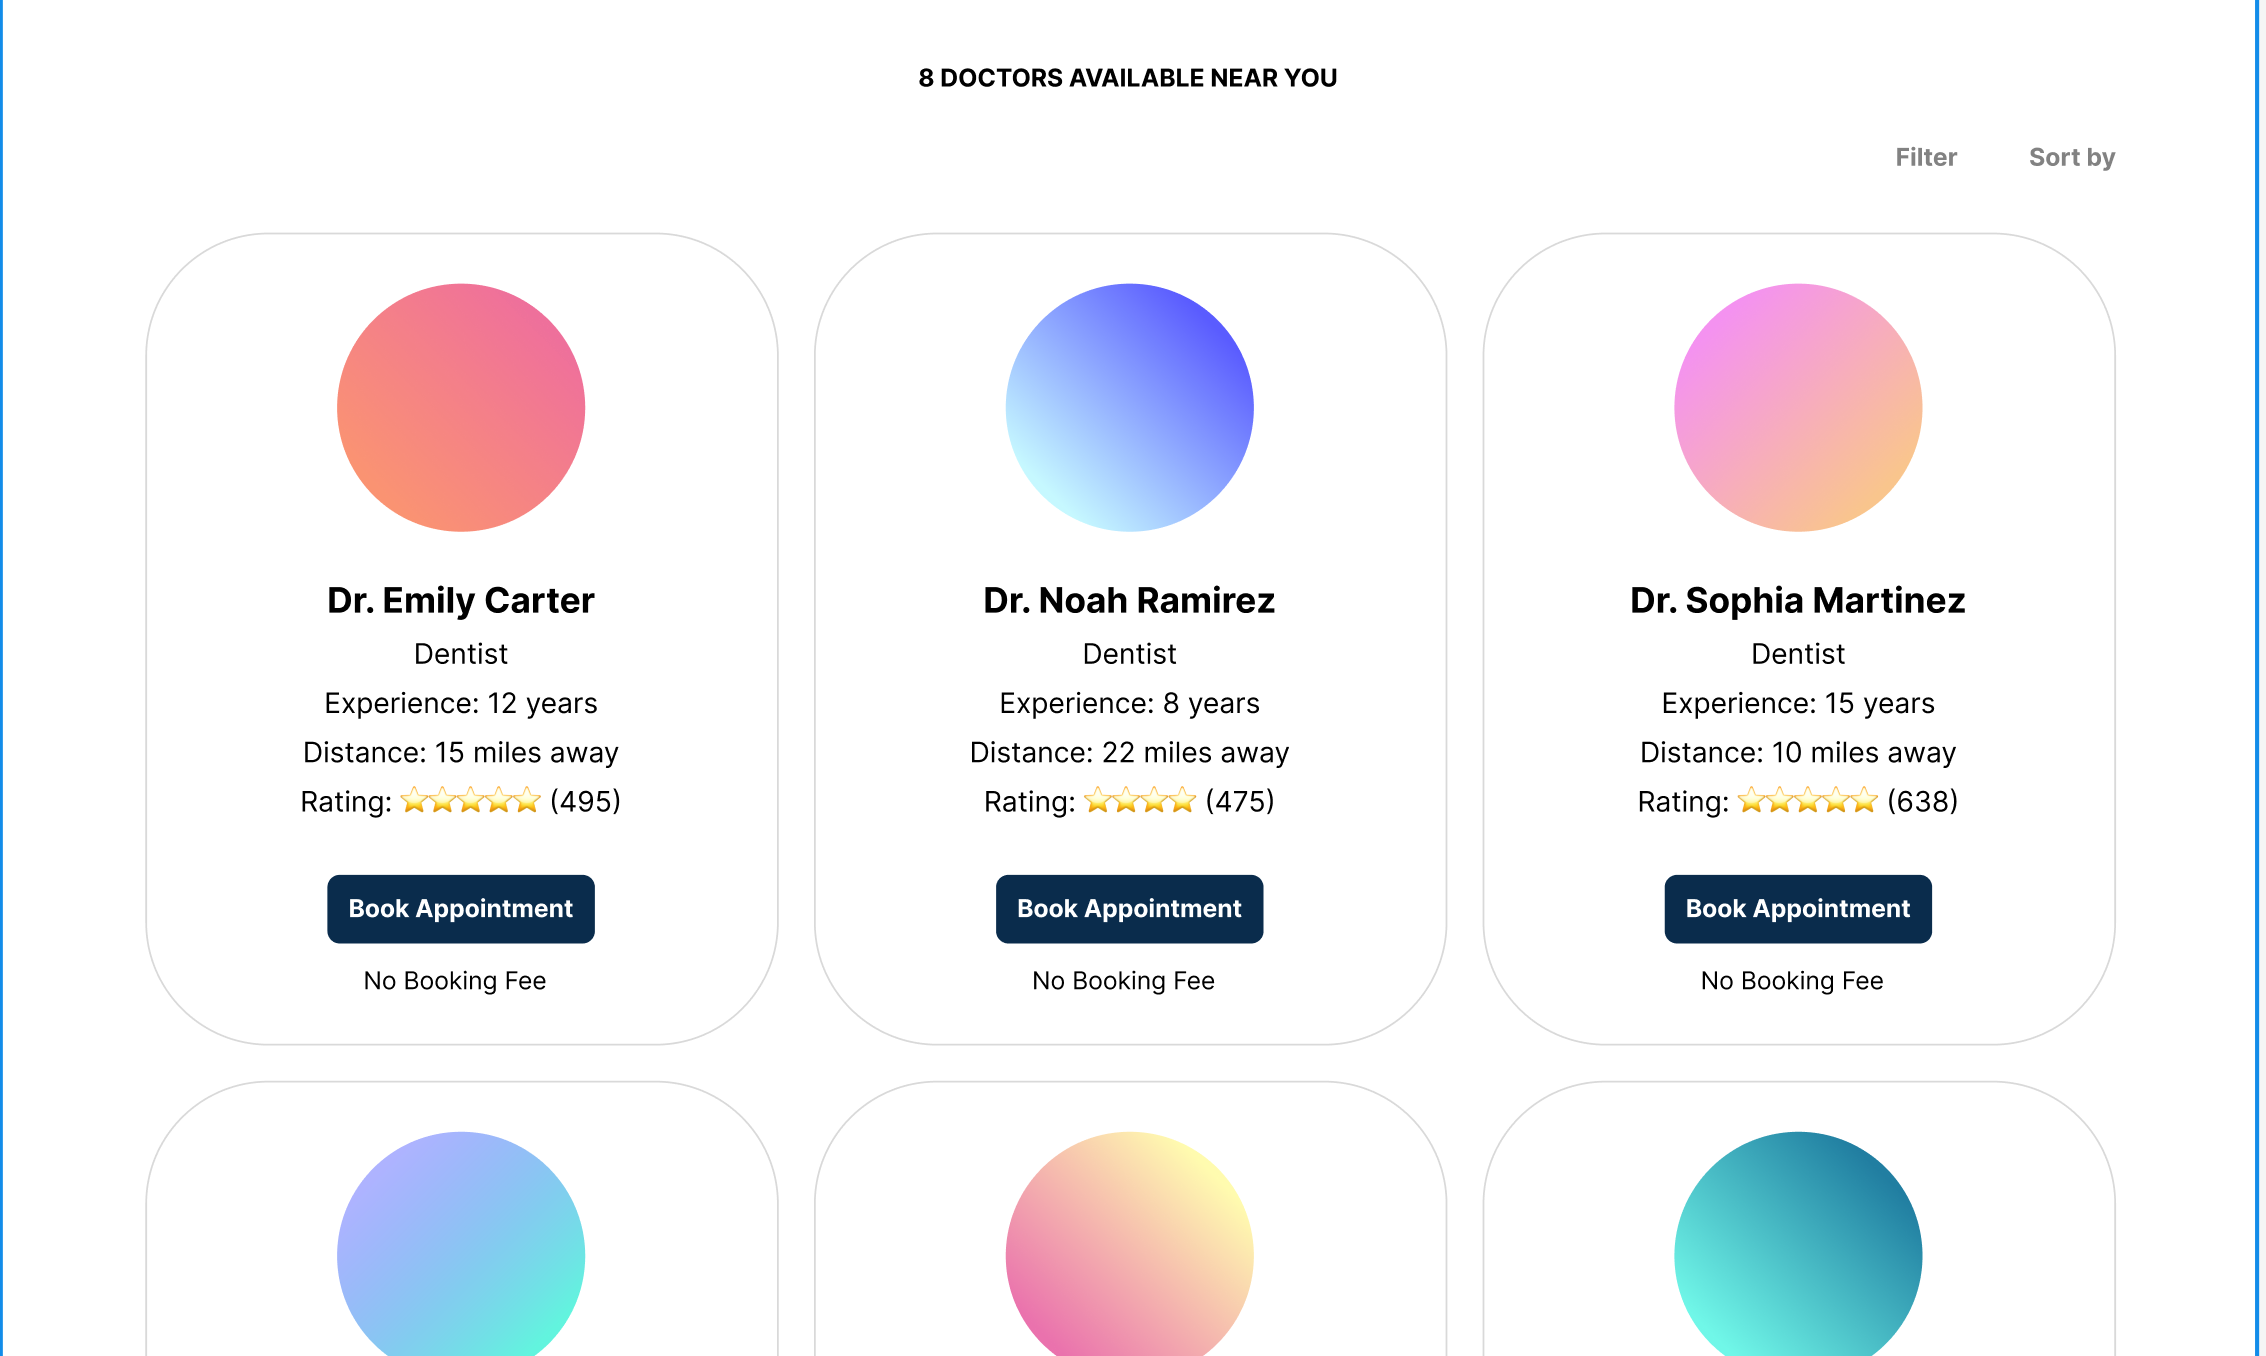 8 DOCTORS AVAILABLE NEAR YOU
Filter
Sort by
Dr. Emily Carter
Dentist
Experience: 12 years
Distance: 15 miles away
Rating: ⭐⭐⭐⭐⭐ (495)
Book Appointment
No Booking Fee
Dr. Noah Ramirez
Dentist
Experience: 8 years
Distance: 22 miles away
Rating: ⭐⭐⭐⭐ (475)
Book Appointment
No Booking Fee
Dr. Sophia Martinez
Dentist
Experience: 15 years
Distance: 10 miles away
Rating: ⭐⭐⭐⭐⭐ (638)
Book Appointment
No Booking Fee